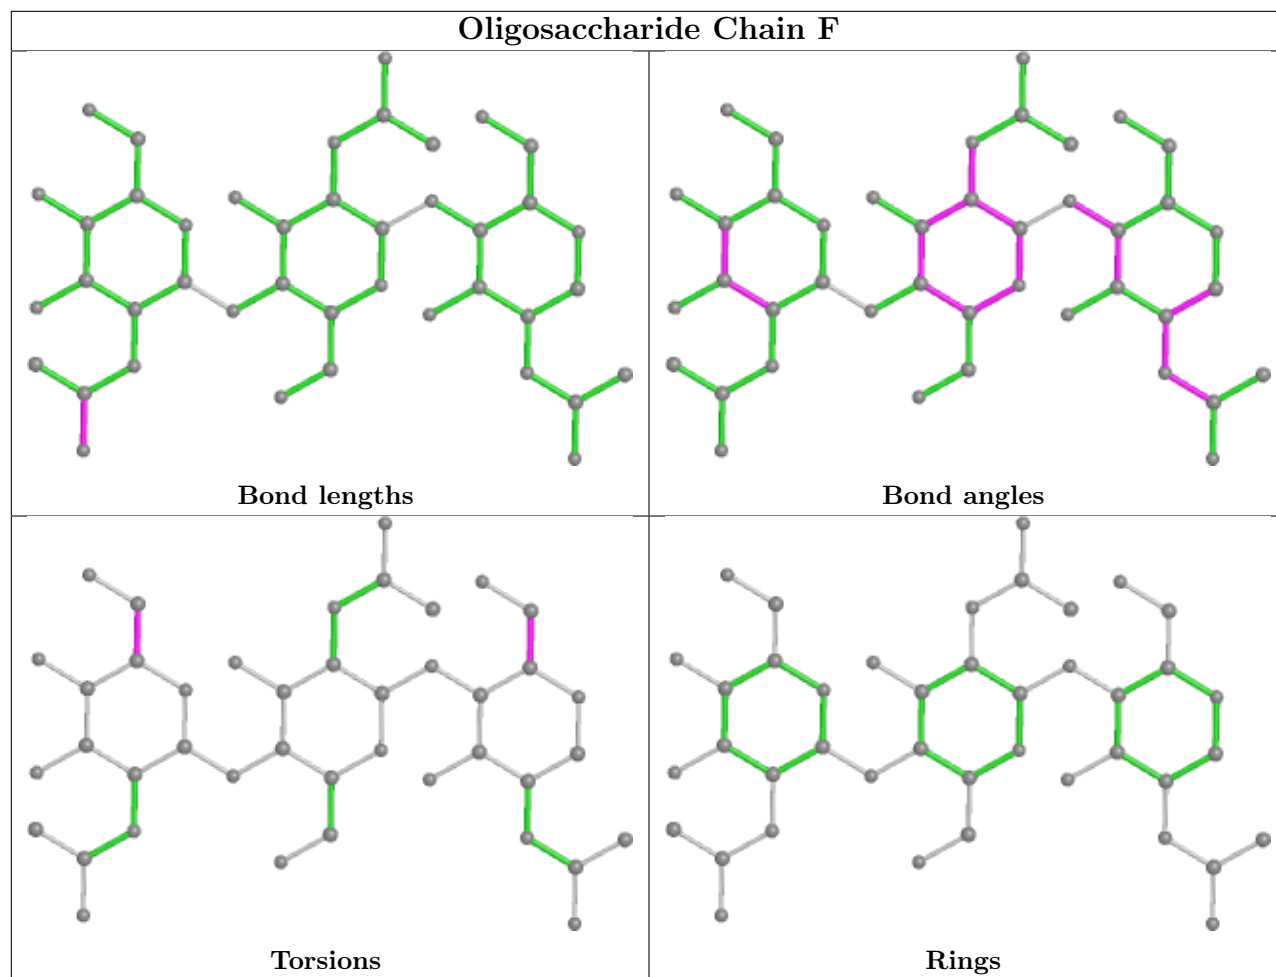 Oligosaccharide Chain F
Bond lengths
Bond angles
Torsions
Rings